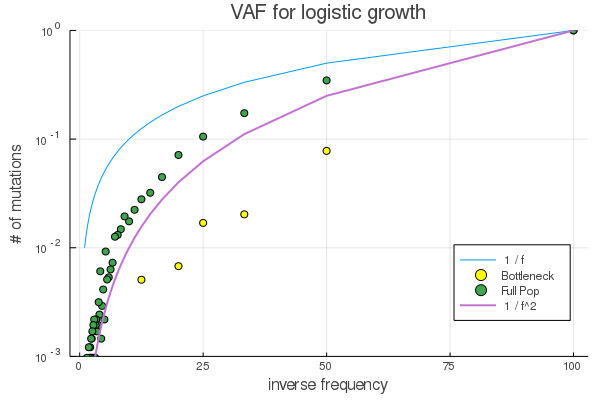 VAF for logistic growth
# of mutations
10^0
10^-1
10^-2
10^-3
0 25 50 75 100
inverse frequency
1 / f
Bottleneck
Full Pop
1 / f^2